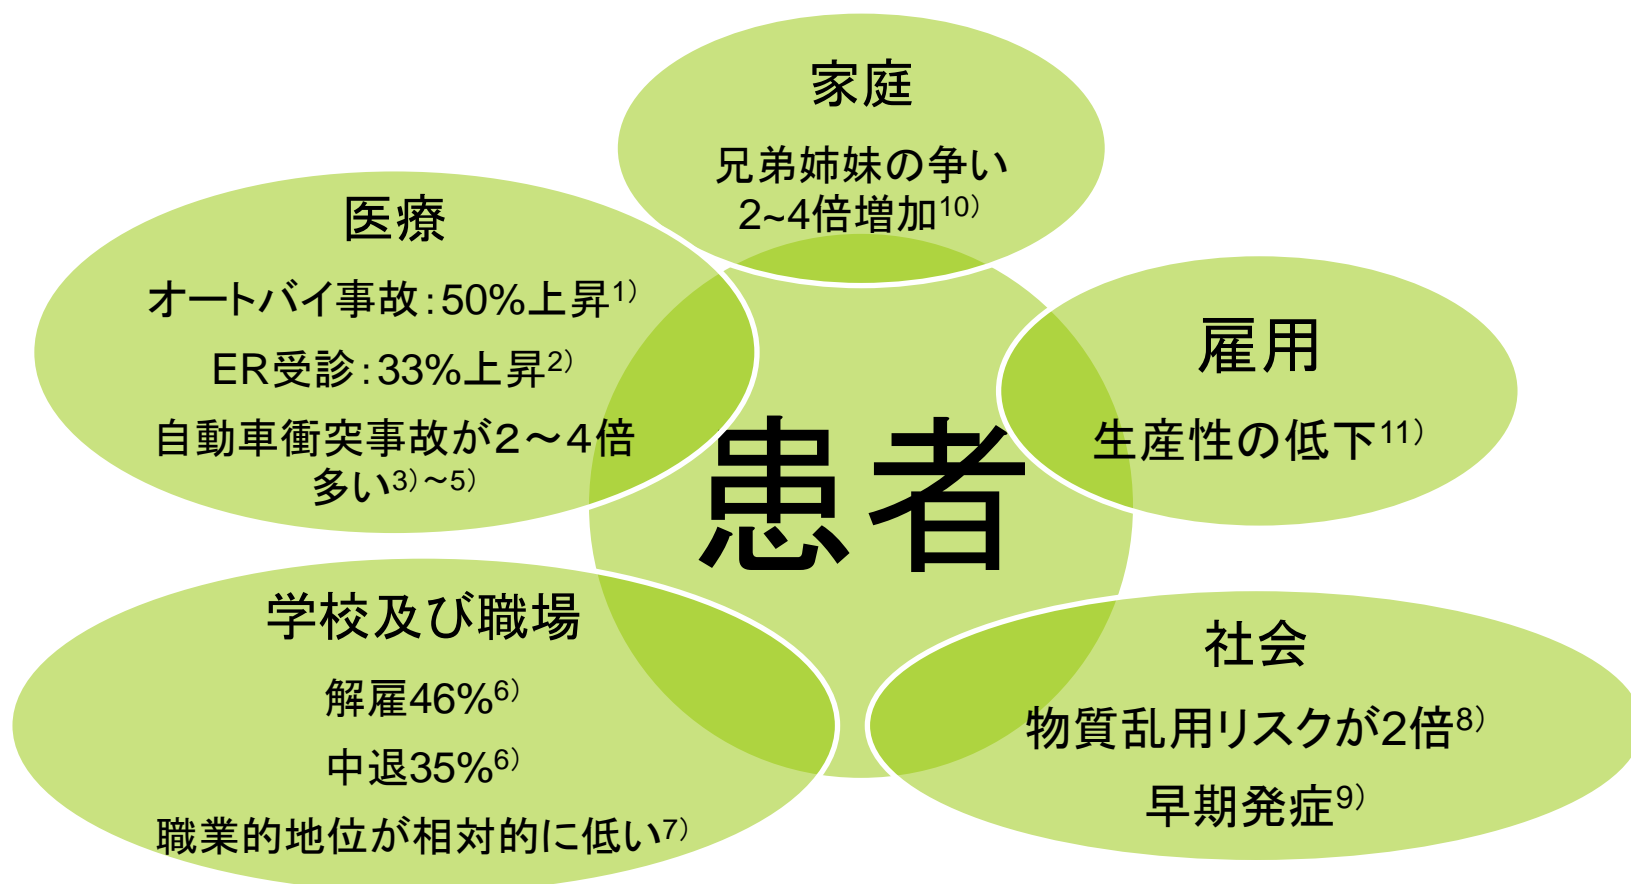 家庭
兄弟姉妹の争い
2~4倍増加10）
医療
オートバイ事故：50%上昇1）
ER受診：33%上昇2）
自動車衝突事故が２～４倍
多い3）～5）
雇用
生産性の低下11）
患者
学校及び職場
解雇46%6）
中退35%6）
職業的地位が相対的に低い7）
社会
物質乱用リスクが2倍8）
早期発症9）